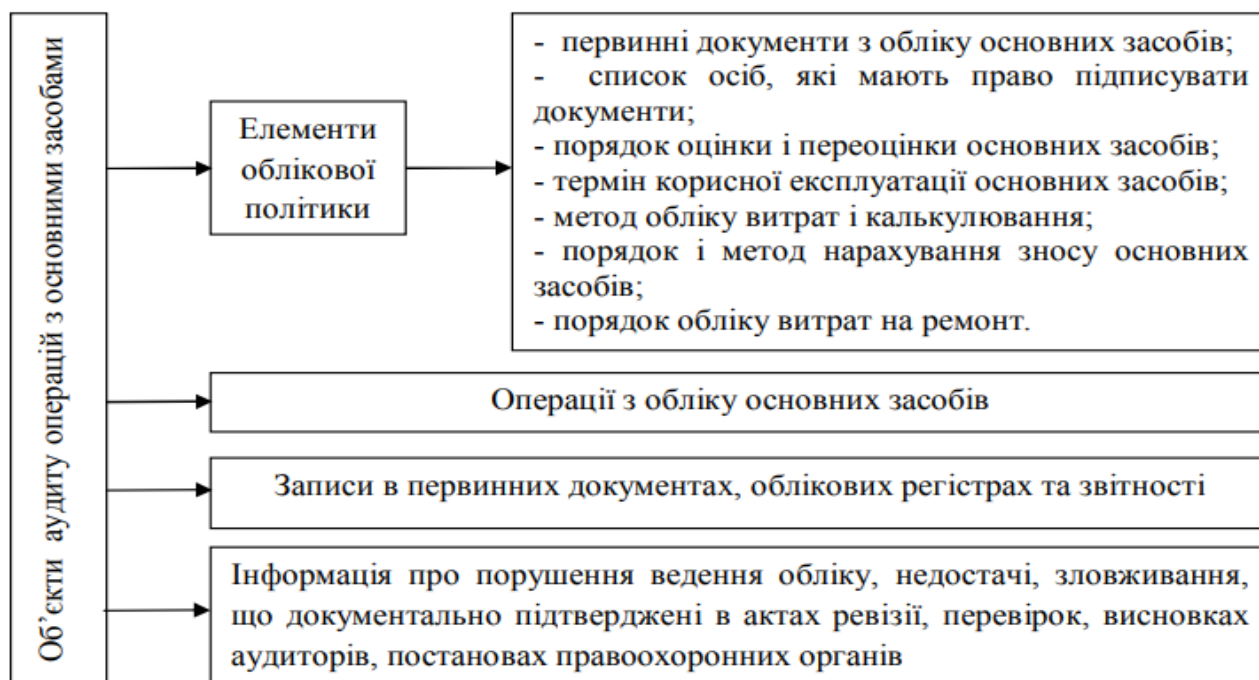 Об’єкти аудиту операцій з основними засобами
Елементи
облікової
політики
- первинні документи з обліку основних засобів;
- список осіб, які мають право підписувати
документи;
- порядок оцінки і переоцінки основних засобів;
- термін корисної експлуатації основних засобів;
- метод обліку витрат і калькулювання;
- порядок і метод нарахування зносу основних
засобів;
- порядок обліку витрат на ремонт.
Операції з обліку основних засобів
Записи в первинних документах, облікових регістрах та звітності
Інформація про порушення ведення обліку, недостачі, зловживання,
що документально підтверджені в актах ревізії, перевірок, висновках
аудиторів, постановах правоохоронних органів